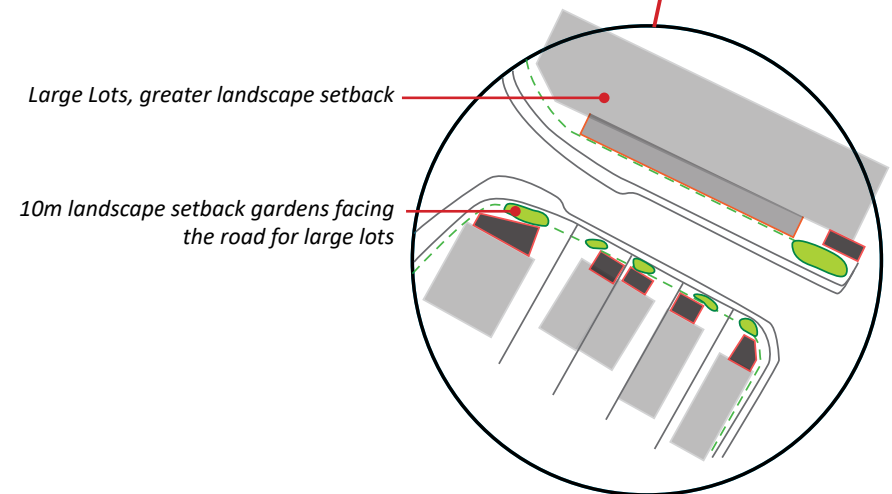 Large Lots, greater landscape setback
10m landscape setback gardens facing
the road for large lots